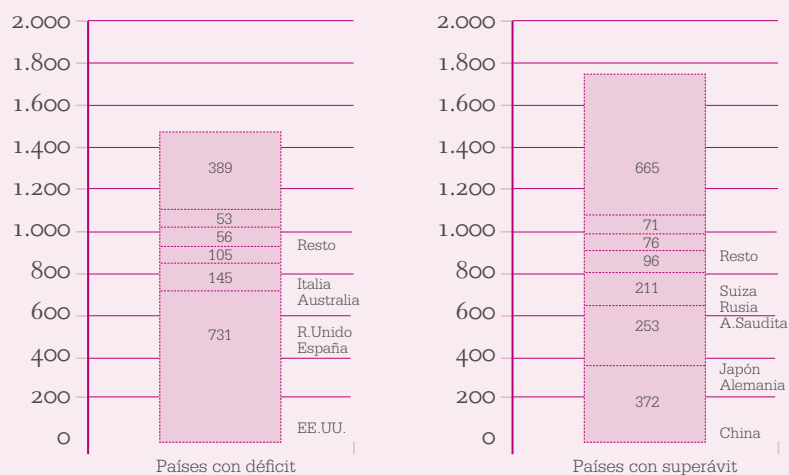 2.000
1.800
1.600
1.400
1.200
1.000
800
600
400
200
0
389
53
56
105
145
731
Resto
Italia
Australia
R.Unido
España
EE.UU.
Países con déficit
2.000
1.800
1.600
1.400
1.200
1.000
800
600
400
200
0
665
71
76
96
211
253
372
Resto
Suiza
Rusia
A.Saudita
Japón
Alemania
China
Países con superávit